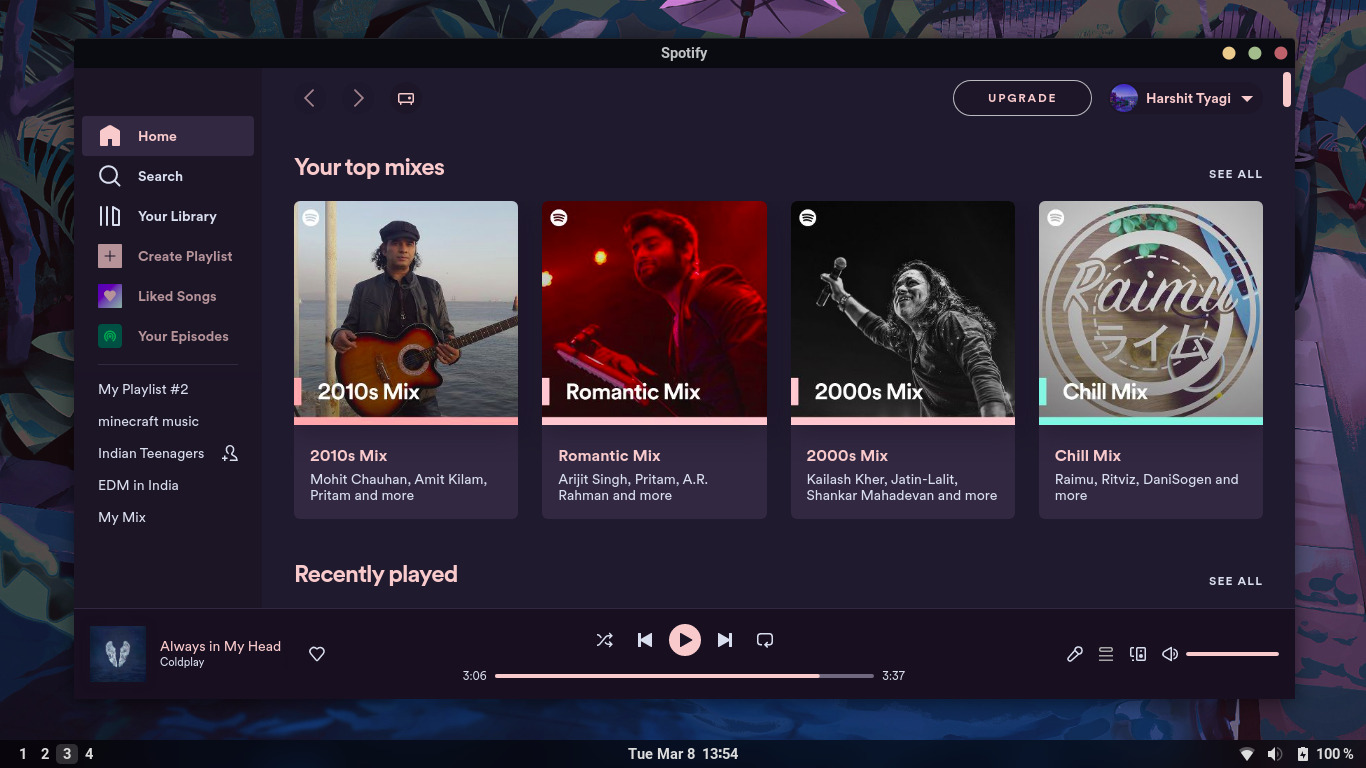 Spotify
UPGRADE
Harshit Tyagi
Home
Search
Your Library
Create Playlist
Liked Songs
Your Episodes
My Playlist #2
minecraft music
Indian Teenagers
EDM in India
My Mix
Your top mixes
SEE ALL
2010s Mix
Romantic Mix
2000s Mix
Raimu
ライム
Chill Mix
2010s Mix
Mohit Chauhan, Amit Kilam,
Pritam and more
Romantic Mix
Arijit Singh, Pritam, A.R.
Rahman and more
2000s Mix
Kailash Kher, Jatin-Lalit,
Shankar Mahadevan and more
Chill Mix
Raimu, Ritviz, DaniSogen and
more
Recently played
SEE ALL
Always in My Head
Coldplay
3:06
3:37
1 2 3 4
Tue Mar 8 13:54
100 %